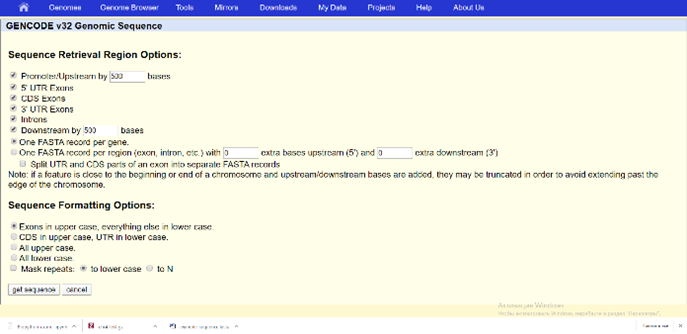 Genomes Genome Browser Tools Mirrors Downloads My Data Projects Help About Us
GENCODE v32 Genomic Sequence
Sequence Retrieval Region Options:
Promoter/Upstream by 500 bases
5' UTR Exons
CDS Exons
3' UTR Exons
Introns
Downstream by 500 bases
One FASTA record per gene.
One FASTA record per region (exon, intron, etc.) with 0 extra bases upstream (5') and 0 extra downstream (3')
Split UTR and CDS parts of an exon into separate FASTA records
Note: if a feature is close to the beginning or end of a chromosome and upstream/downstream bases are added, they may be truncated in order to avoid extending past the
edge of the chromosome.
Sequence Formatting Options:
Exons in upper case, everything else in lower case.
CDS in upper case, UTR in lower case.
All upper case.
All lower case.
Mask repeats: to lower case to N
get sequence cancel
Активация Windows